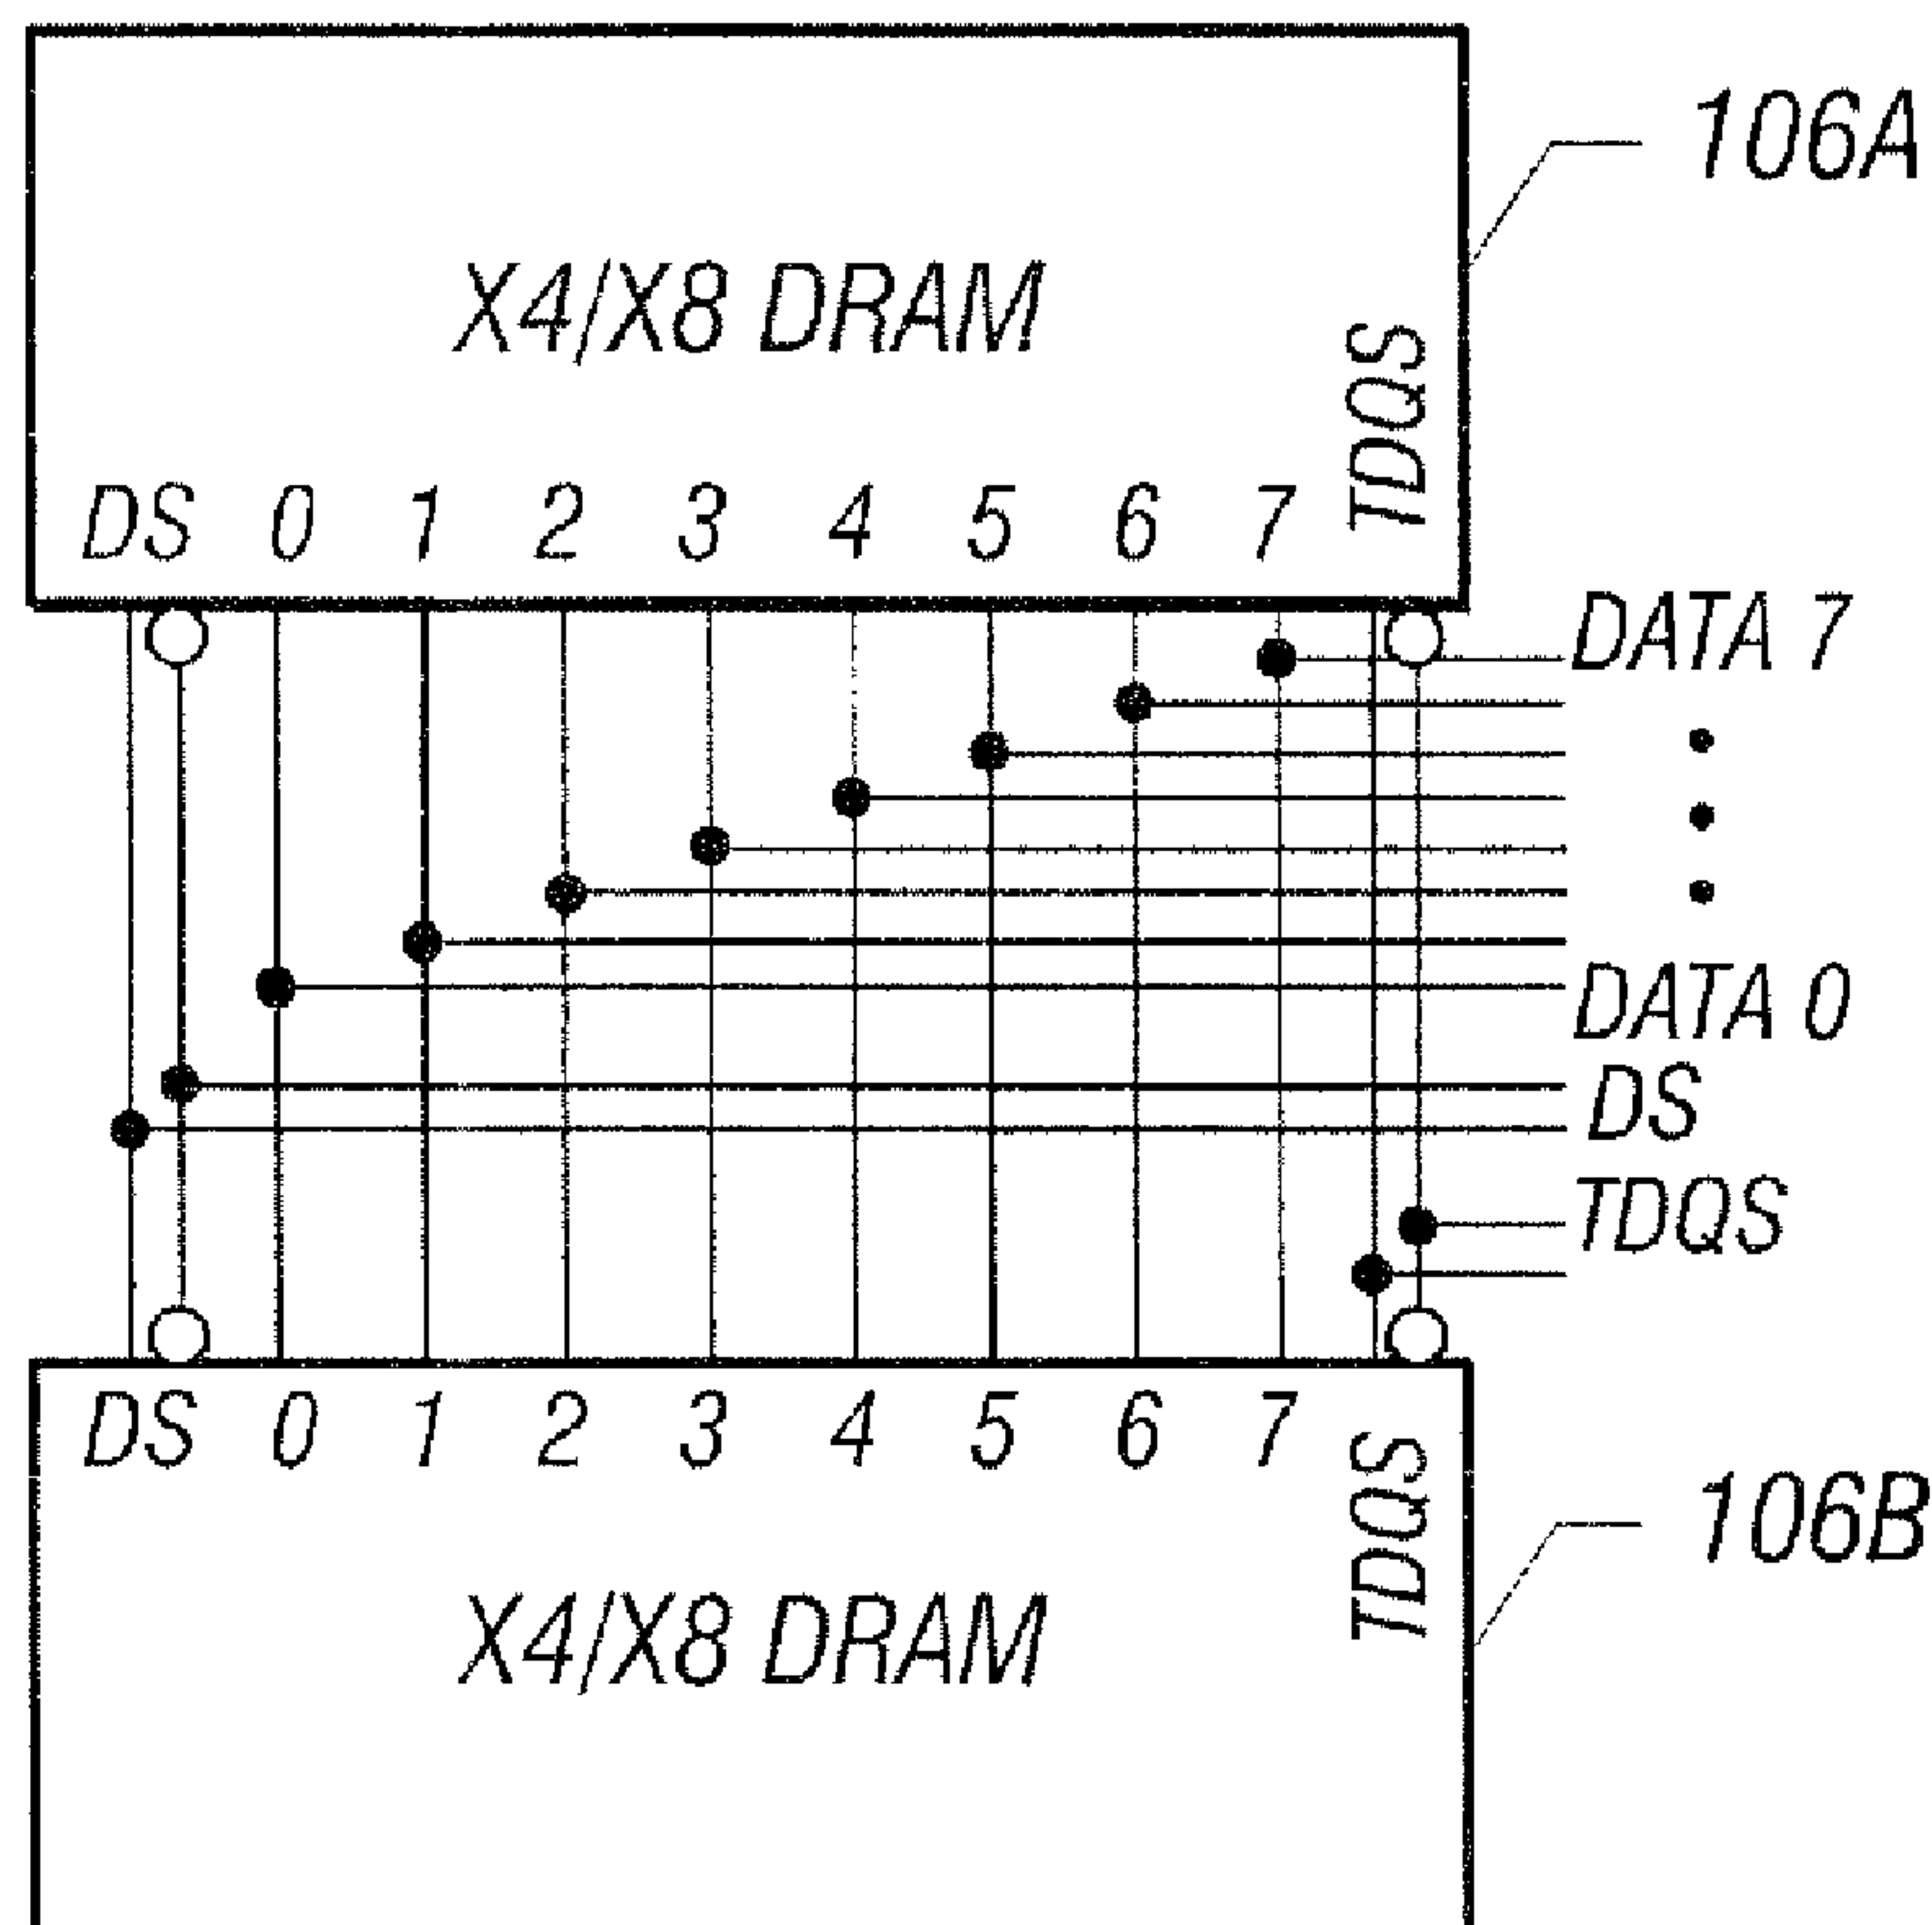 106A
X4/X8 DRAM
TDQS
DS 0 1 2 3 4 5 6 7
DATA 7
DATA 0
DS
TDQS
DS 0 1 2 3 4 5 6 7
TDQS
106B
X4/X8 DRAM